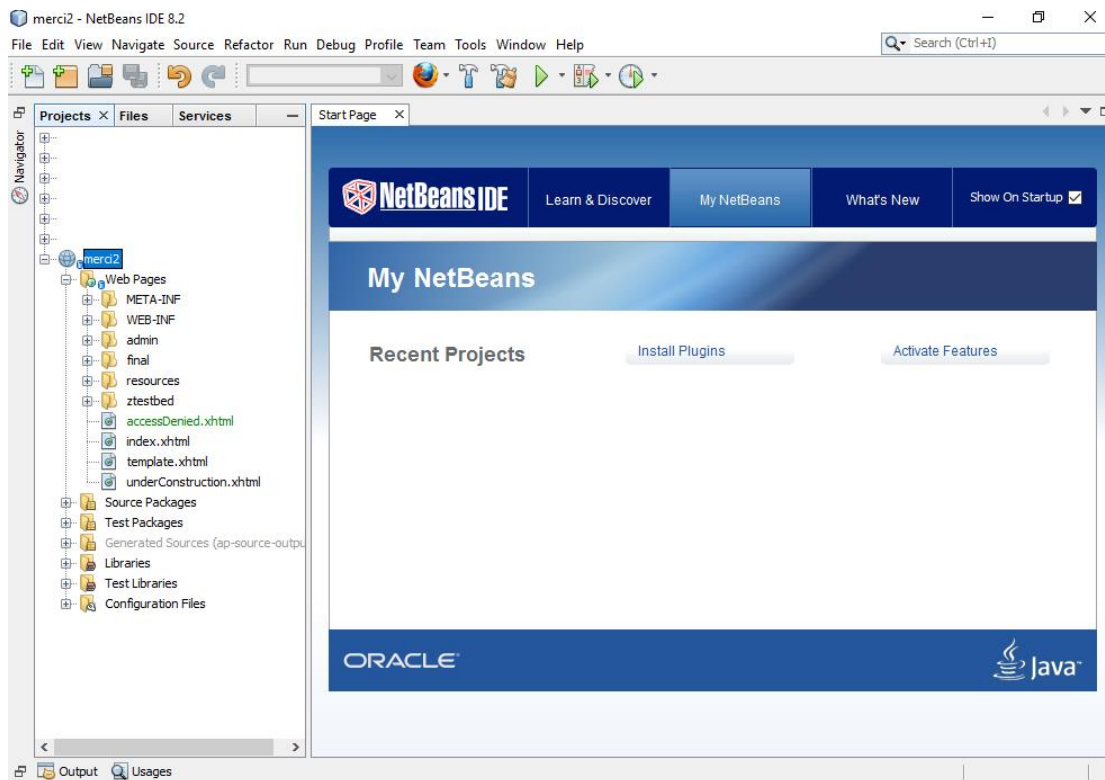 merci2 - NetBeans IDE 8.2
File Edit View Navigate Source Refactor Run Debug Profile Team Tools Window Help
Search (Ctrl+I)
Projects Files Services
Start Page
Navigator
NetBeans IDE
Learn & Discover
My NetBeans
What's New
Show On Startup
merci2
Web Pages
META-INF
WEB-INF
admin
final
resources
ztestbed
accessDenied.xhtml
index.xhtml
template.xhtml
underConstruction.xhtml
Source Packages
Test Packages
Generated Sources (ap-source-outpu
Libraries
Test Libraries
Configuration Files
My NetBeans
Recent Projects
Install Plugins
Activate Features
ORACLE
Java
Output Usages